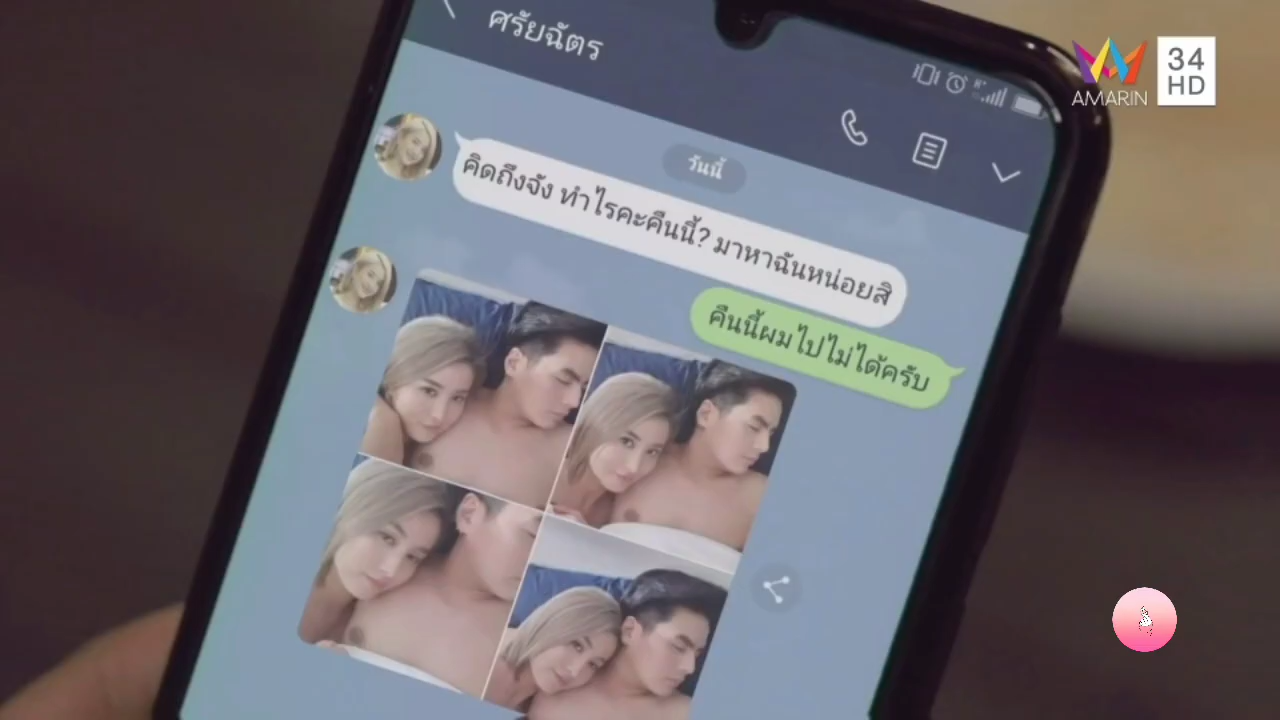 ศรัยฉัตร
34
HD
AMARIN
วันนี้
คิดถึงจัง ทำไรคะคืนนี้? มาหาฉันหน่อยสิ
คืนนี้ผมไปไม่ได้ครับ